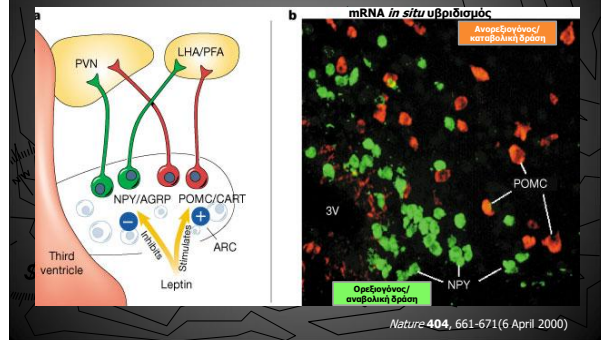 a
PVN
LHA/PFA
NPY/AGRP
POMC/CART
−
+
Inhibits
Stimulates
ARC
Third
ventricle
Leptin
b
mRNA in situ υβριδισμός
Ανορεξιογόνος/
καταβολική δράση
POMC
3V
NPY
Ορεξιογόνος/
αναβολική δράση
Nature 404, 661-671(6 April 2000)